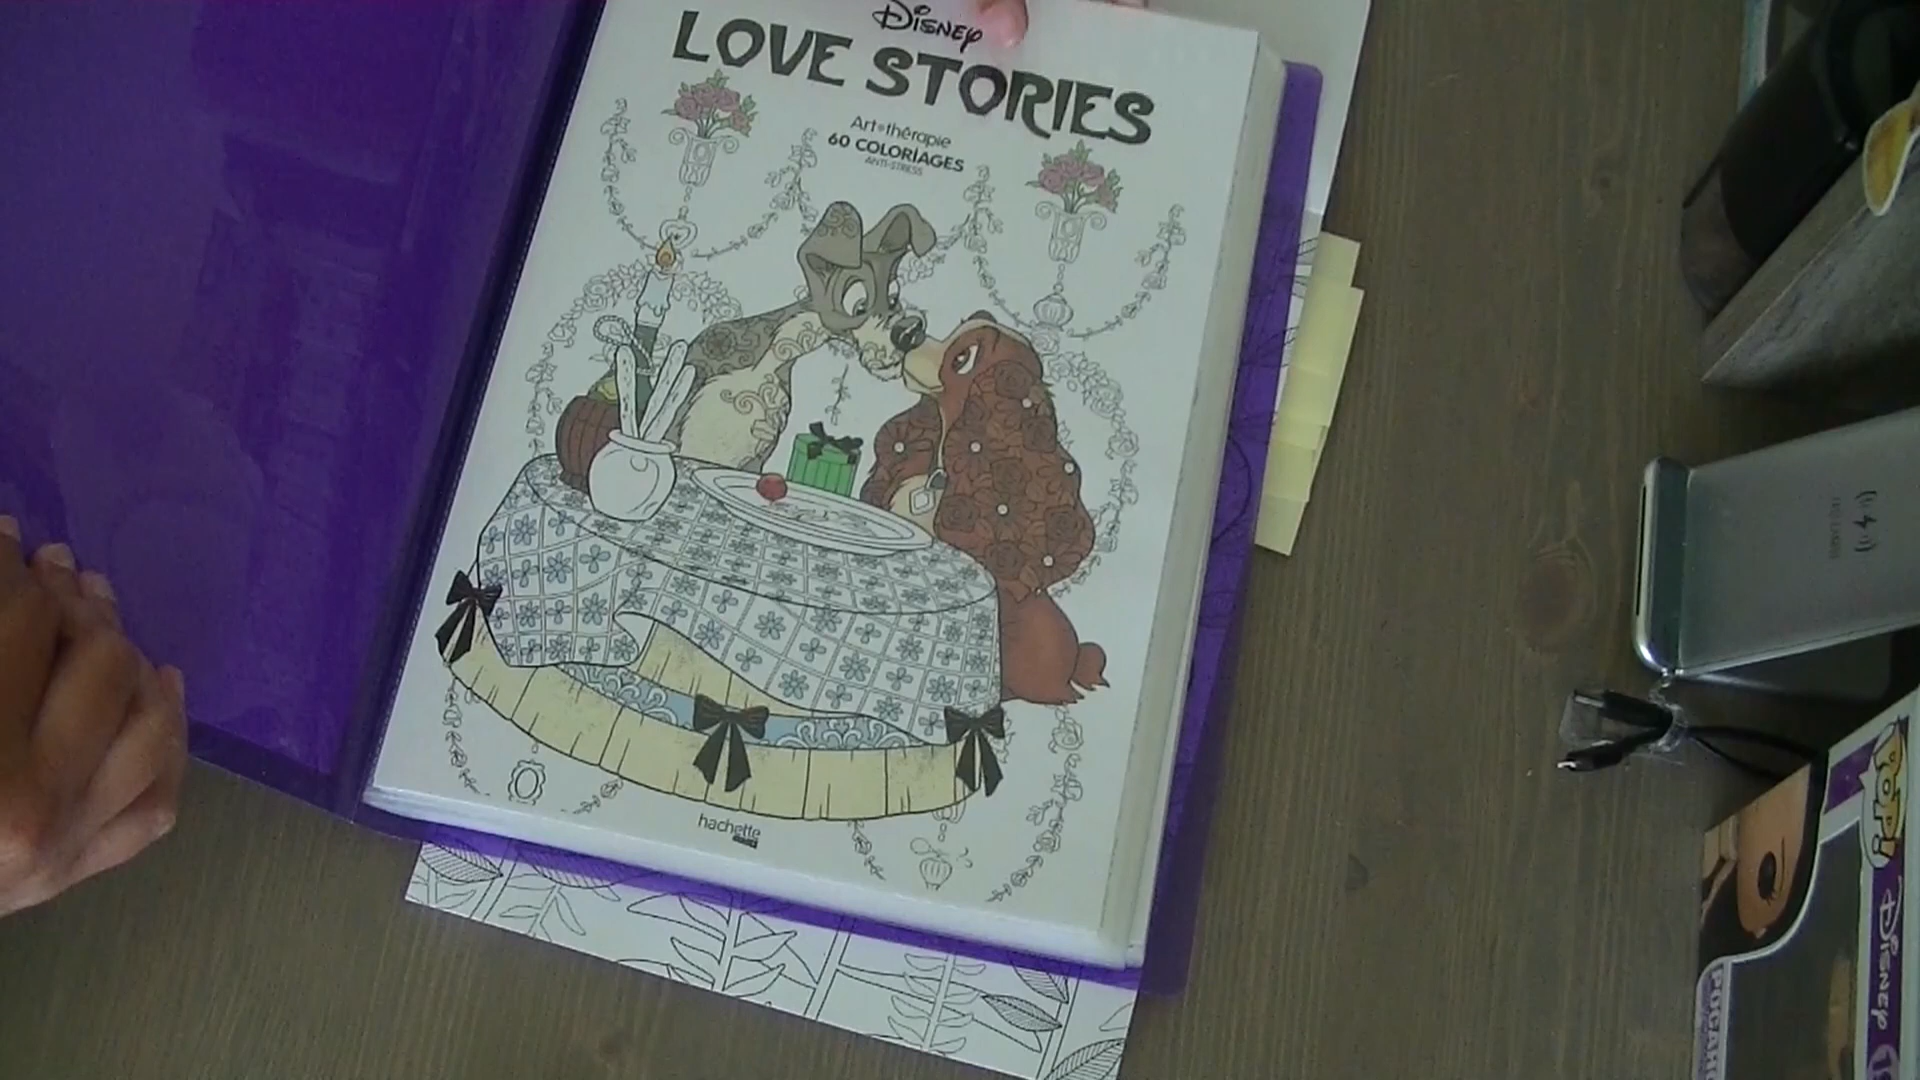 Disney
LOVE STORIES
Art-thérapie
60 COLORIAGES
ANTI-STRESS
hachette
POP!
Disney